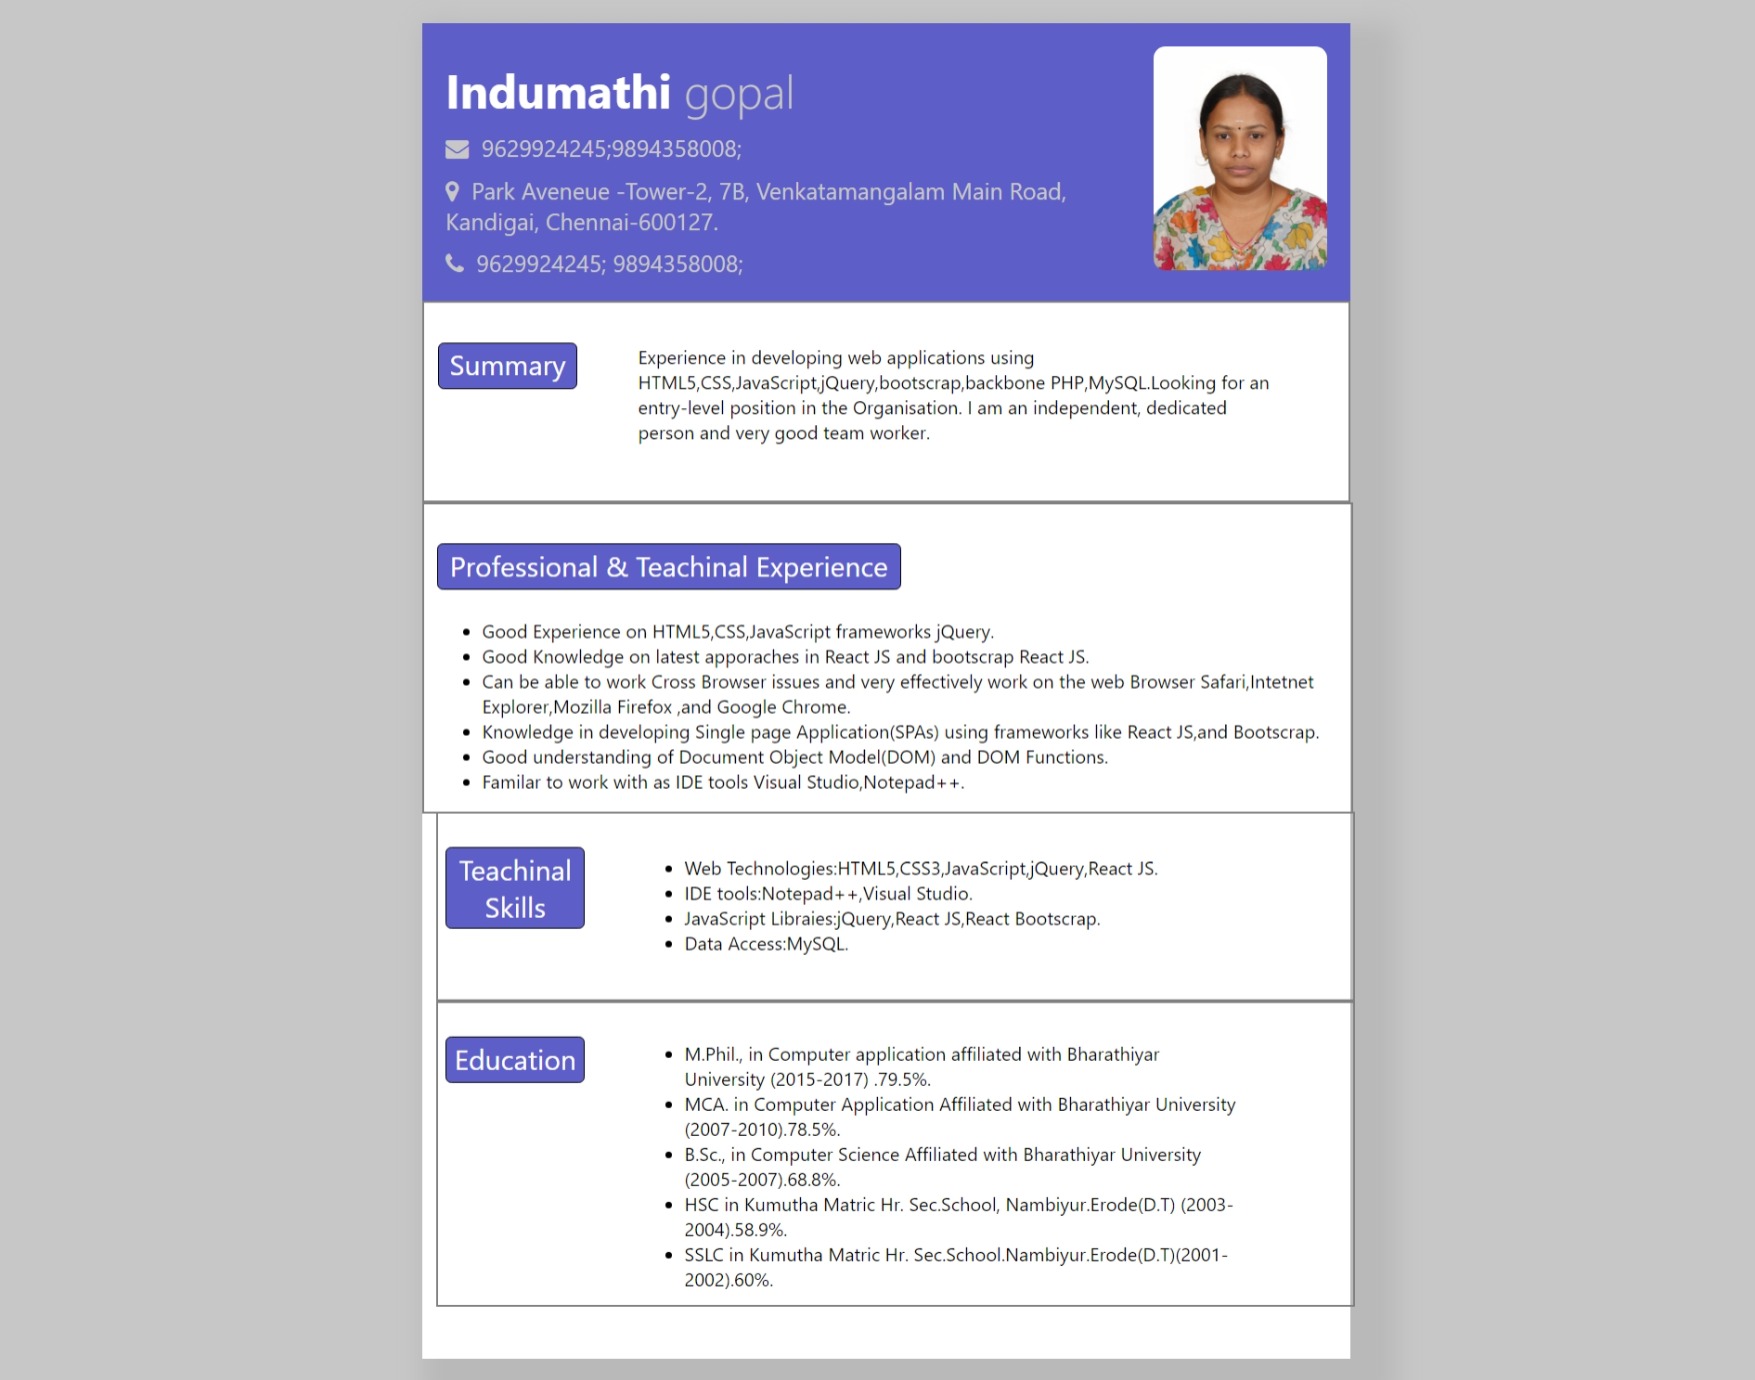 Indumathi gopal
9629924245;9894358008;
Park Aveneue -Tower-2, 7B, Venkatamangalam Main Road,
Kandigai, Chennai-600127.
9629924245; 9894358008;
Summary
Experience in developing web applications using
HTML5,CSS,JavaScript,jQuery,bootscrap,backbone PHP,MySQL.Looking for an
entry-level position in the Organisation. I am an independent, dedicated
person and very good team worker.
Professional & Teachinal Experience
• Good Experience on HTML5,CSS,JavaScript frameworks jQuery.
• Good Knowledge on latest apporaches in React JS and bootscrap React JS.
• Can be able to work Cross Browser issues and very effectively work on the web Browser Safari,Intetnet
Explorer,Mozilla Firefox ,and Google Chrome.
• Knowledge in developing Single page Application(SPAs) using frameworks like React JS,and Bootscrap.
• Good understanding of Document Object Model(DOM) and DOM Functions.
• Familar to work with as IDE tools Visual Studio,Notepad++.
Teachinal
Skills
• Web Technologies:HTML5,CSS3,JavaScript,jQuery,React JS.
• IDE tools:Notepad++,Visual Studio.
• JavaScript Libraies:jQuery,React JS,React Bootscrap.
• Data Access:MySQL.
Education
• M.Phil., in Computer application affiliated with Bharathiyar
University (2015-2017) .79.5%.
• MCA. in Computer Application Affiliated with Bharathiyar University
(2007-2010).78.5%.
• B.Sc., in Computer Science Affiliated with Bharathiyar University
(2005-2007).68.8%.
• HSC in Kumutha Matric Hr. Sec.School, Nambiyur.Erode(D.T) (2003-
2004).58.9%.
• SSLC in Kumutha Matric Hr. Sec.School.Nambiyur.Erode(D.T)(2001-
2002).60%.